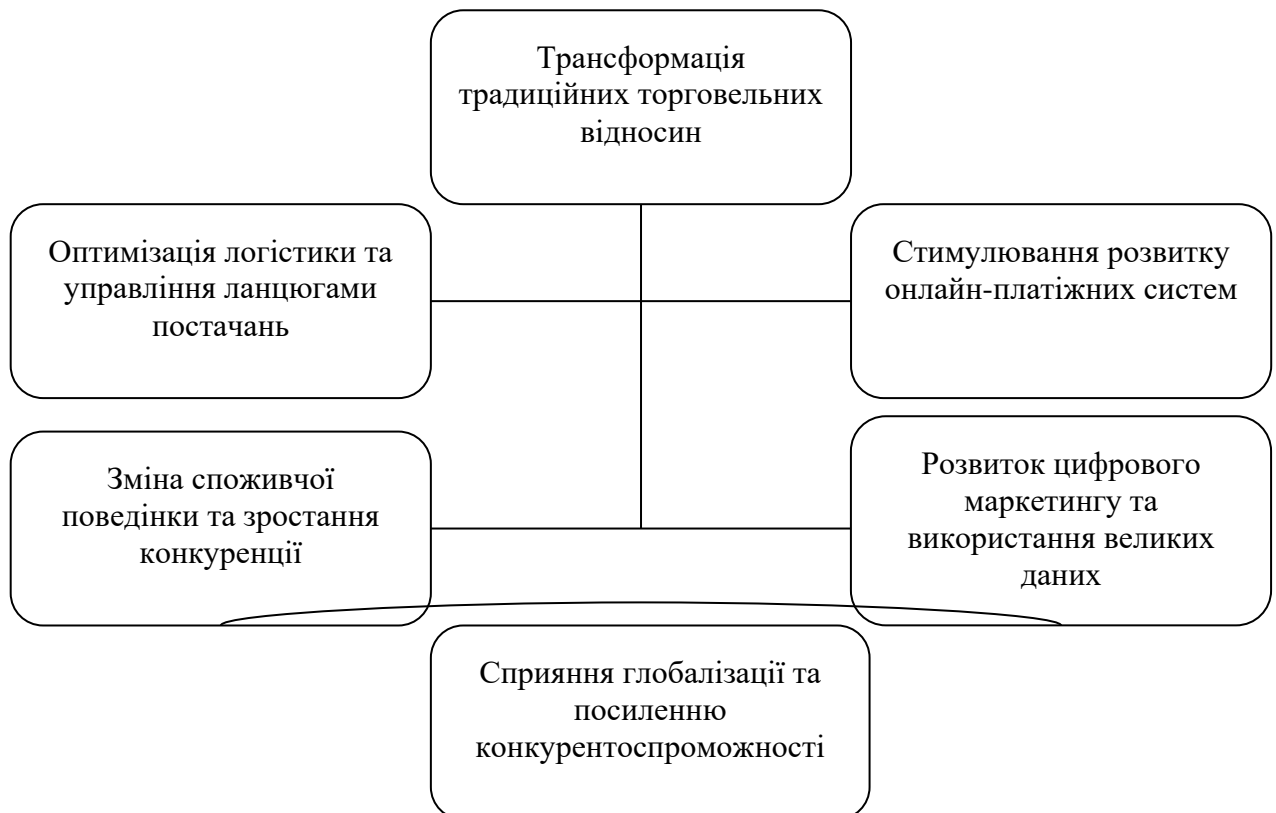 Трансформація
традиційних торговельних
відносин
Оптимізація логістики та
управління ланцюгами
постачань
Стимулювання розвитку
онлайн-платіжних систем
Зміна споживчої
поведінки та зростання
конкуренції
Розвиток цифрового
маркетингу та
використання великих
даних
Сприяння глобалізації та
посиленню
конкурентоспроможності